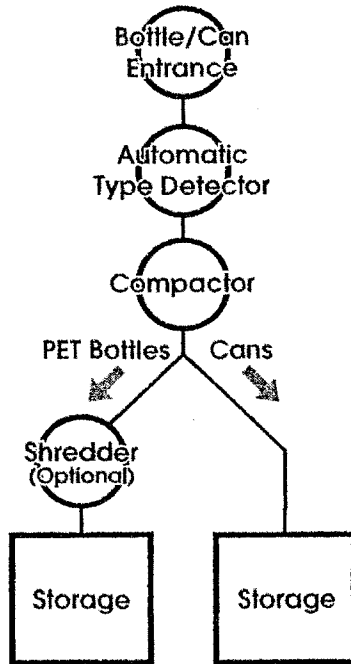 Bottle/Can
Entrance
Automatic
Type Detector
Compactor
PET Bottles
Cans
Shredder
(Optional)
Storage
Storage